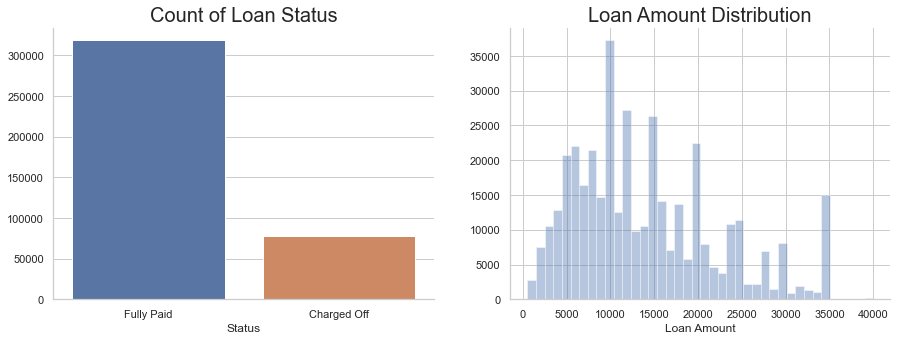 Count of Loan Status
300000
250000
200000
150000
100000
50000
0
Fully Paid Charged Off
Status
Loan Amount Distribution
35000
30000
25000
20000
15000
10000
5000
0
0 5000 10000 15000 20000 25000 30000 35000 40000
Loan Amount